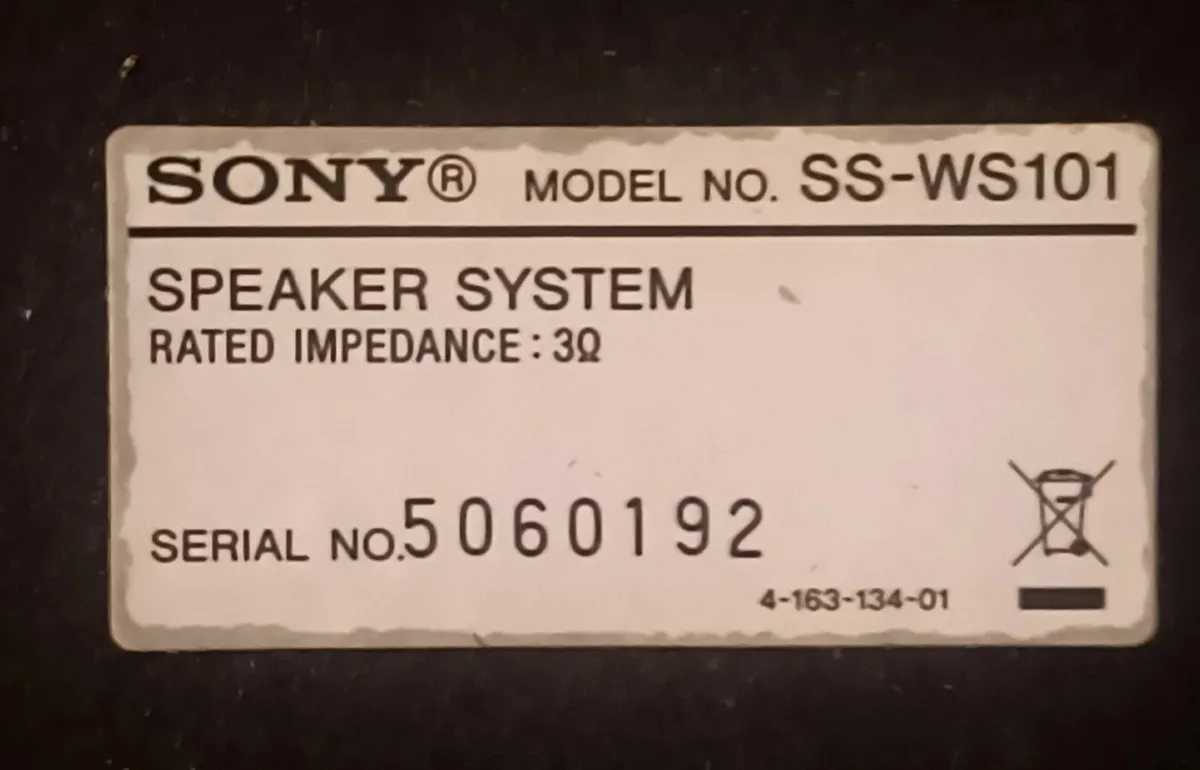 SONY® MODEL NO. SS-WS101
SPEAKER SYSTEM
RATED IMPEDANCE : 3Ω
SERIAL NO. 5060192
4-163-134-01